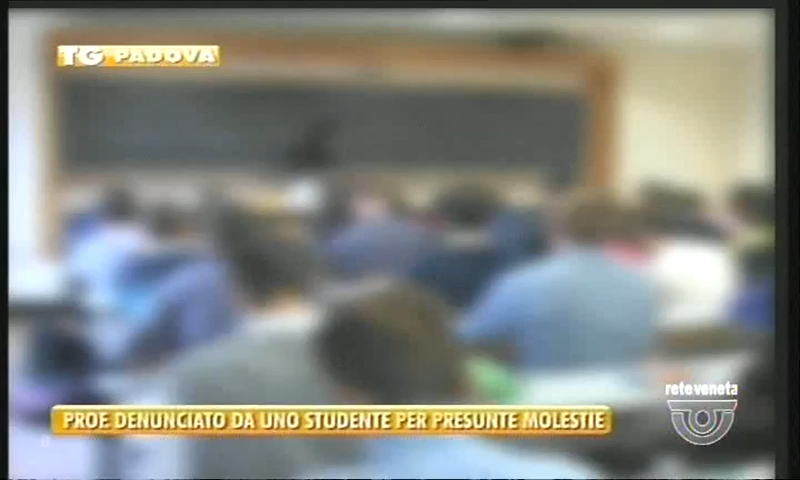 TG PADOVA
PROF. DENUNCIATO DA UNO STUDENTE PER PRESUNTE MOLESTIE
reteveneta